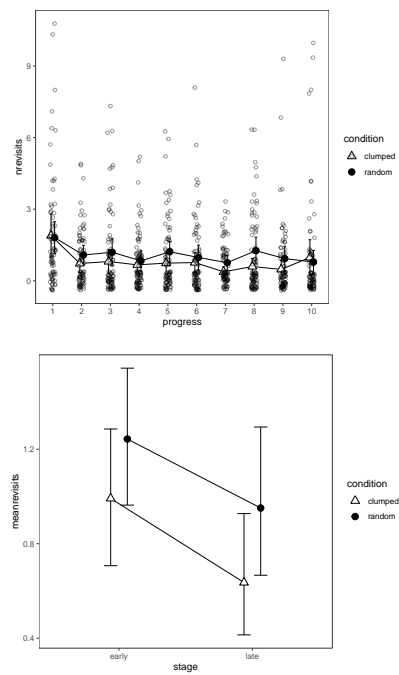 9
6
3
0
nrevisits
1 2 3 4 5 6 7 8 9 10
progress
condition
clumped
random
1.2
0.8
0.4
meanrevisits
early late
stage
condition
clumped
random